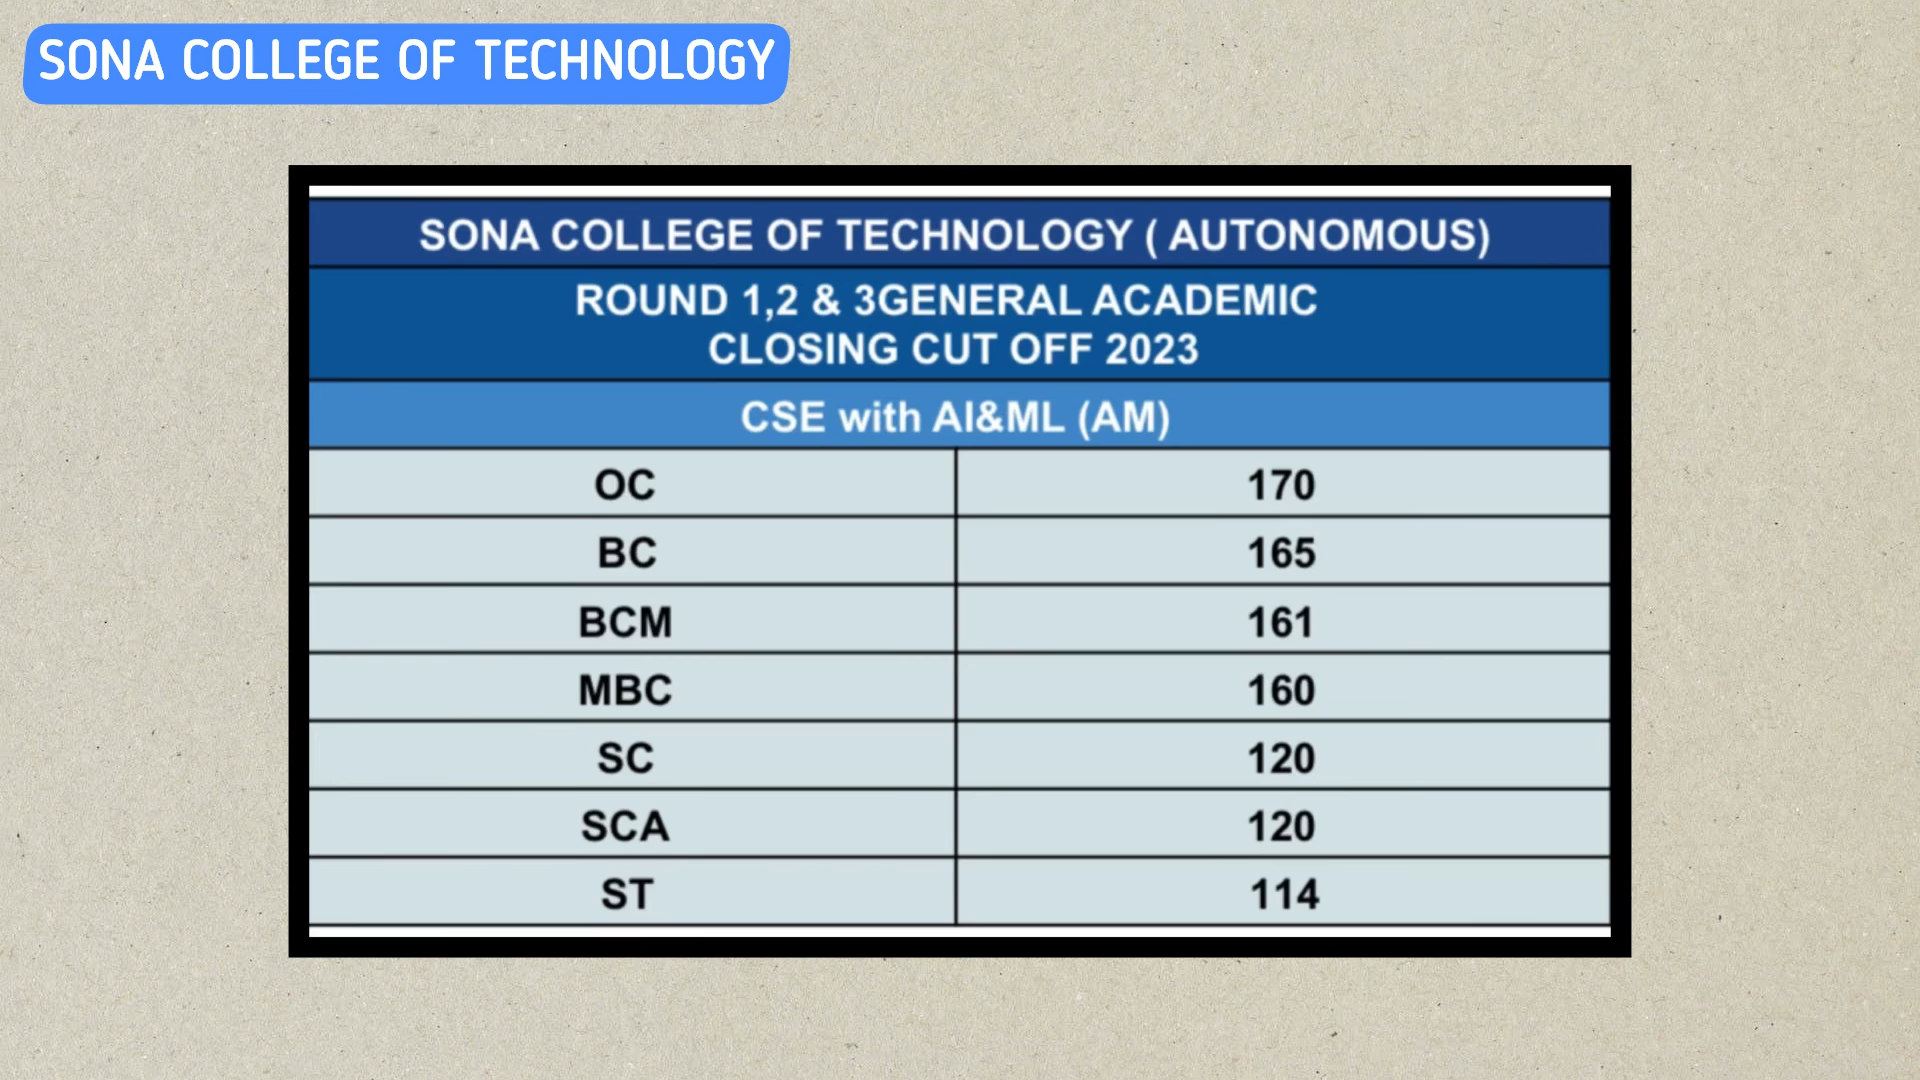 SONA COLLEGE OF TECHNOLOGY
SONA COLLEGE OF TECHNOLOGY ( AUTONOMOUS)
ROUND 1,2 & 3GENERAL ACADEMIC
CLOSING CUT OFF 2023
CSE with AI&ML (AM)
OC 170
BC 165
BCM 161
MBC 160
SC 120
SCA 120
ST 114